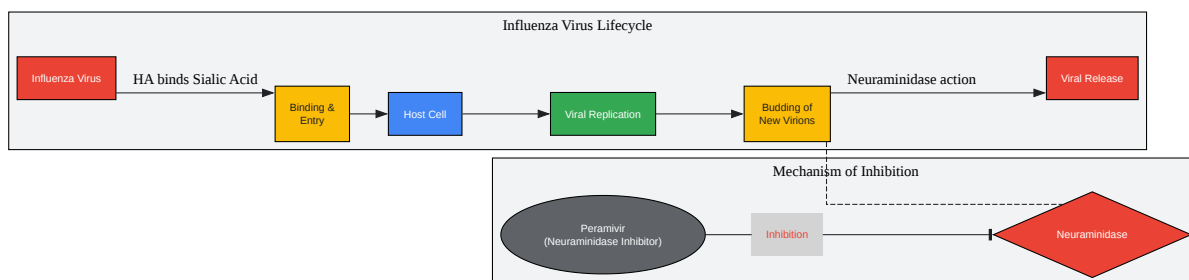 Influenza Virus Lifecycle
Influenza Virus
HA binds Sialic Acid
Binding &
Entry
Host Cell
Viral Replication
Budding of
New Virions
Neuraminidase action
Viral Release
Mechanism of Inhibition
Peramivir
(Neuraminidase Inhibitor)
Inhibition
Neuraminidase